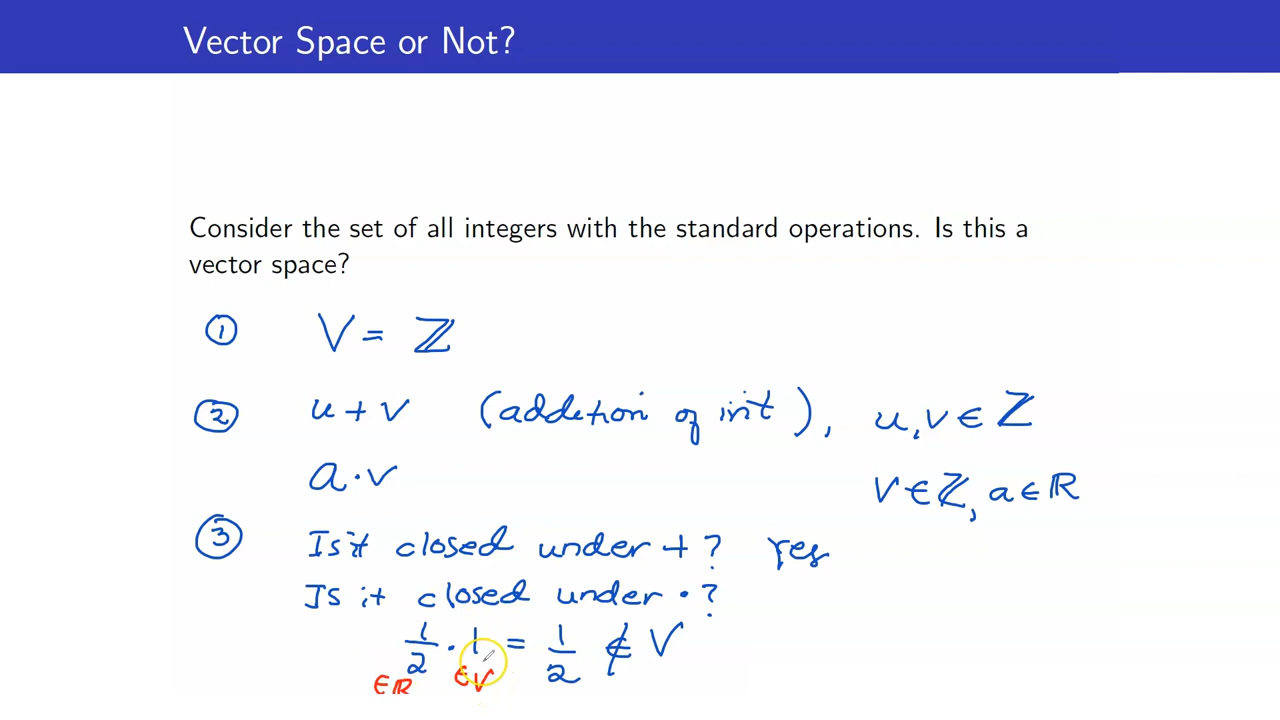 Vector Space or Not?
Consider the set of all integers with the standard operations. Is this a
vector space?
① V = ℤ
② u + v (addition of int), u, v ∈ ℤ
a · v v ∈ ℤ, a ∈ ℝ
③ Is it closed under + ? Yes
Is it closed under · ?
1/2 · 1 = 1/2 ∉ V
∈ ℝ ∈ V